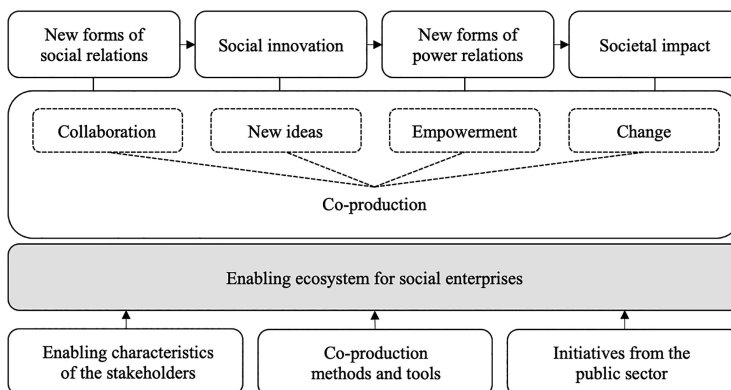 New forms of
social relations
Social innovation
New forms of
power relations
Societal impact
Collaboration
New ideas
Empowerment
Change
Co-production
Enabling ecosystem for social enterprises
Enabling characteristics
of the stakeholders
Co-production
methods and tools
Initiatives from the
public sector